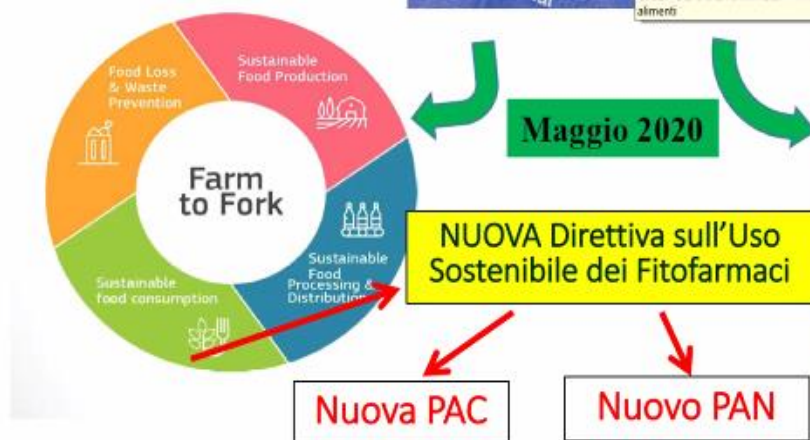 alimenti
Food Loss
& Waste
Prevention
Sustainable
Food Production
Maggio 2020
Farm
to Fork
NUOVA Direttiva sull'Uso
Sostenibile dei Fitofarmaci
Sustainable
Food
Processing &
Distribution
Sustainable
food consumption
Nuova PAC
Nuovo PAN